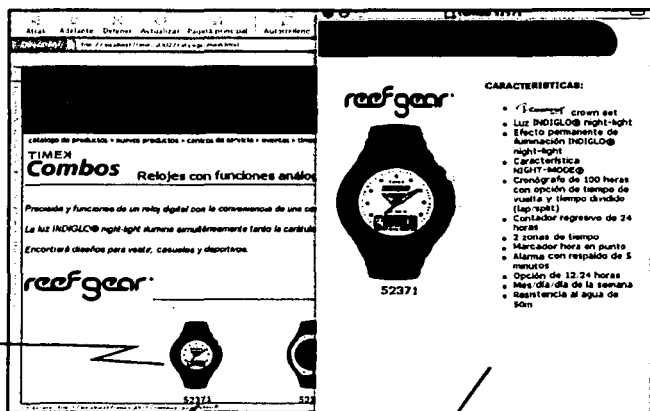 Atrás Adelante Detener Actualizar Página principal Autorrelleno
catálogo de productos • nuevos productos • centros de servicio • eventos •
TIMEX
Combos Relojes con funciones análo
Precisión y funciones de un reloj digital con la conveniencia de una
La luz INDIGLO® night-light ilumina simultáneamente tanto la carátula
Encontrará diseños para vestir, casuales y deportivos.
reefgear
52371
reefgear
52371
CARACTERISTICAS:
crown set
Luz INDIGLO® night-light
Efecto permanente de
iluminación INDIGLO®
night-light
Característica
NIGHT-MODE®
Cronógrafo de 100 horas
con opción de tiempo de
vuelta y tiempo dividido
(lap/split)
Contador regresivo de 24
horas
2 zonas de tiempo
Marcador hora en punto
Alarma con respaldo de 5
minutos
Opción de 12.24 horas
Mes/día/día de la semana
Resistencia al agua de
50m